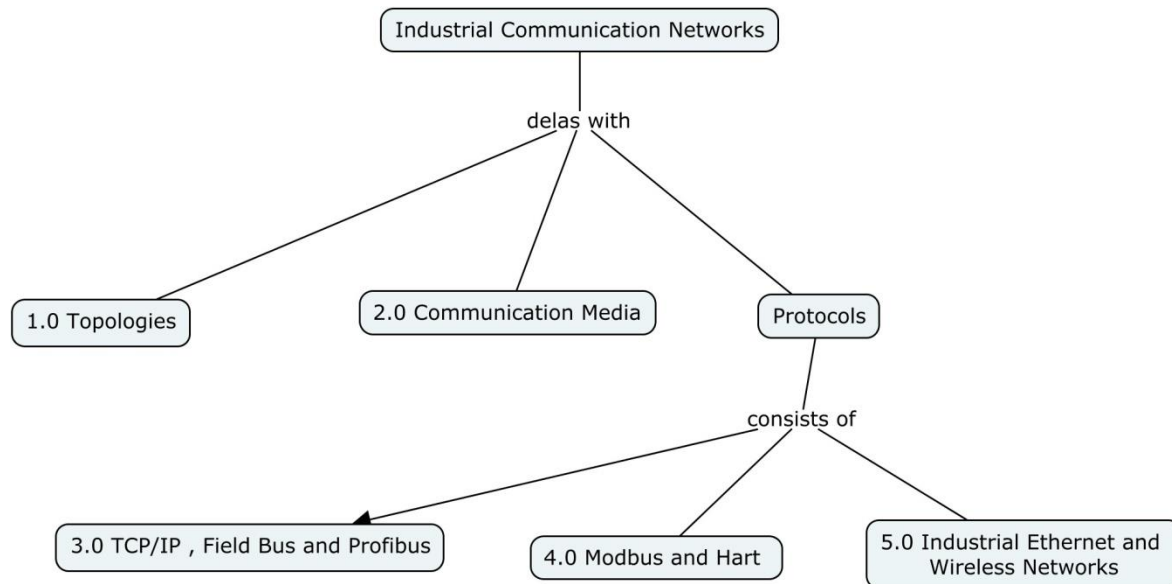 Industrial Communication Networks
delas with
1.0 Topologies
2.0 Communication Media
Protocols
consists of
3.0 TCP/IP , Field Bus and Profibus
4.0 Modbus and Hart
5.0 Industrial Ethernet and
Wireless Networks